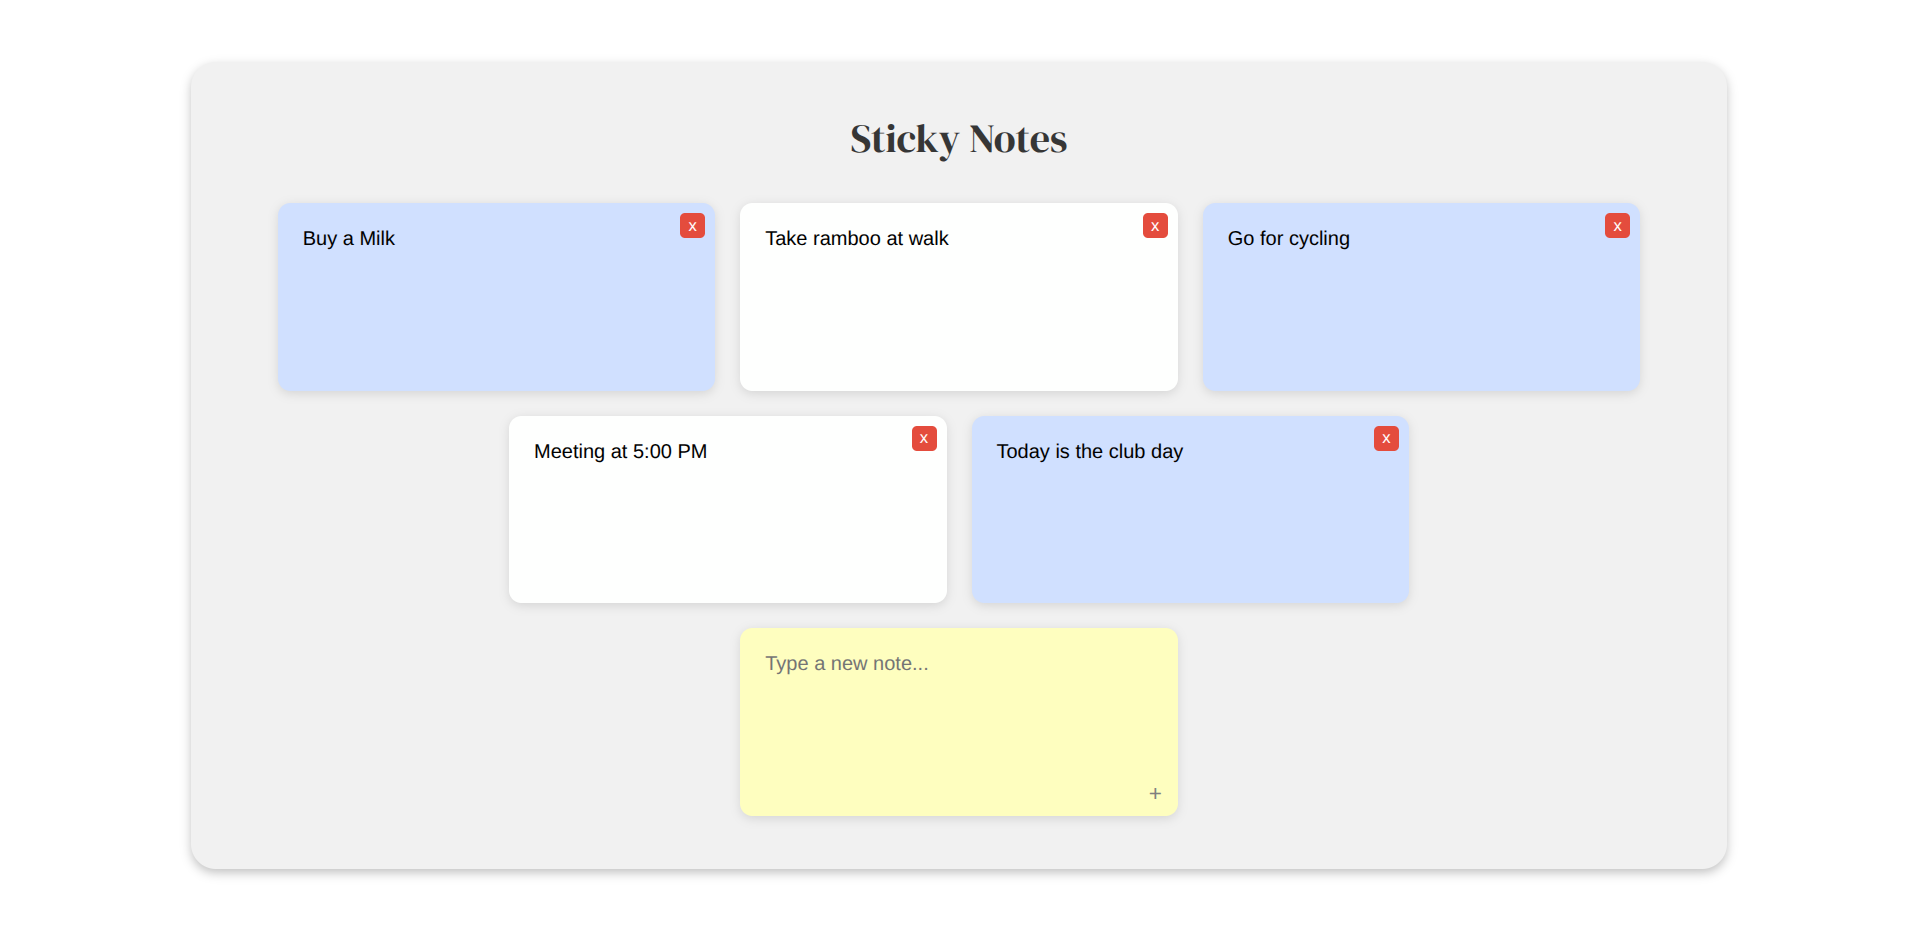 Sticky Notes
Buy a Milk
x
Take ramboo at walk
x
Go for cycling
x
Meeting at 5:00 PM
x
Today is the club day
x
Type a new note...
+